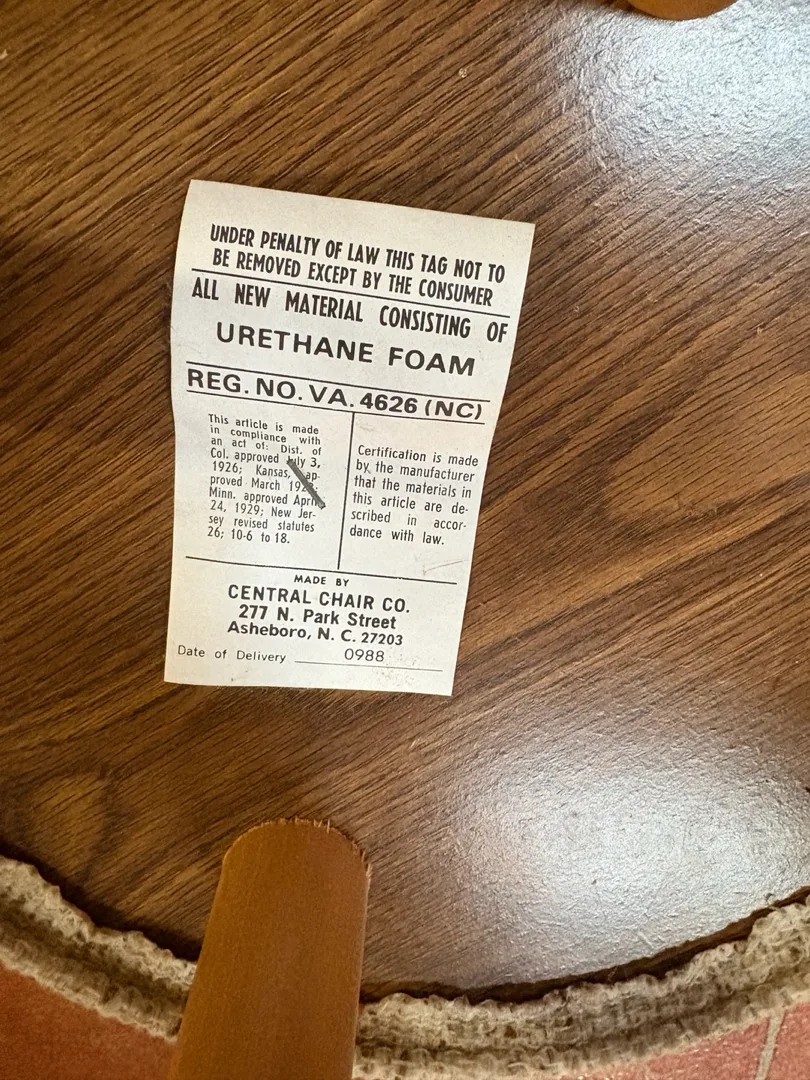 UNDER PENALTY OF LAW THIS TAG NOT TO
BE REMOVED EXCEPT BY THE CONSUMER
ALL NEW MATERIAL CONSISTING OF
URETHANE FOAM
REG. NO. VA. 4626 (NC)
This article is made
in compliance with
an act of: Dist. of
Col. approved July 3,
1926; Kansas, ap-
proved March
Minn. approved April
24, 1929; New Jer-
sey revised statutes
26; 10-6 to 18.
Certification is made
by the manufacturer
that the materials in
this article are de-
scribed in accor-
dance with law.
MADE BY
CENTRAL CHAIR CO.
277 N. Park Street
Asheboro, N. C. 27203
Date of Delivery 0988